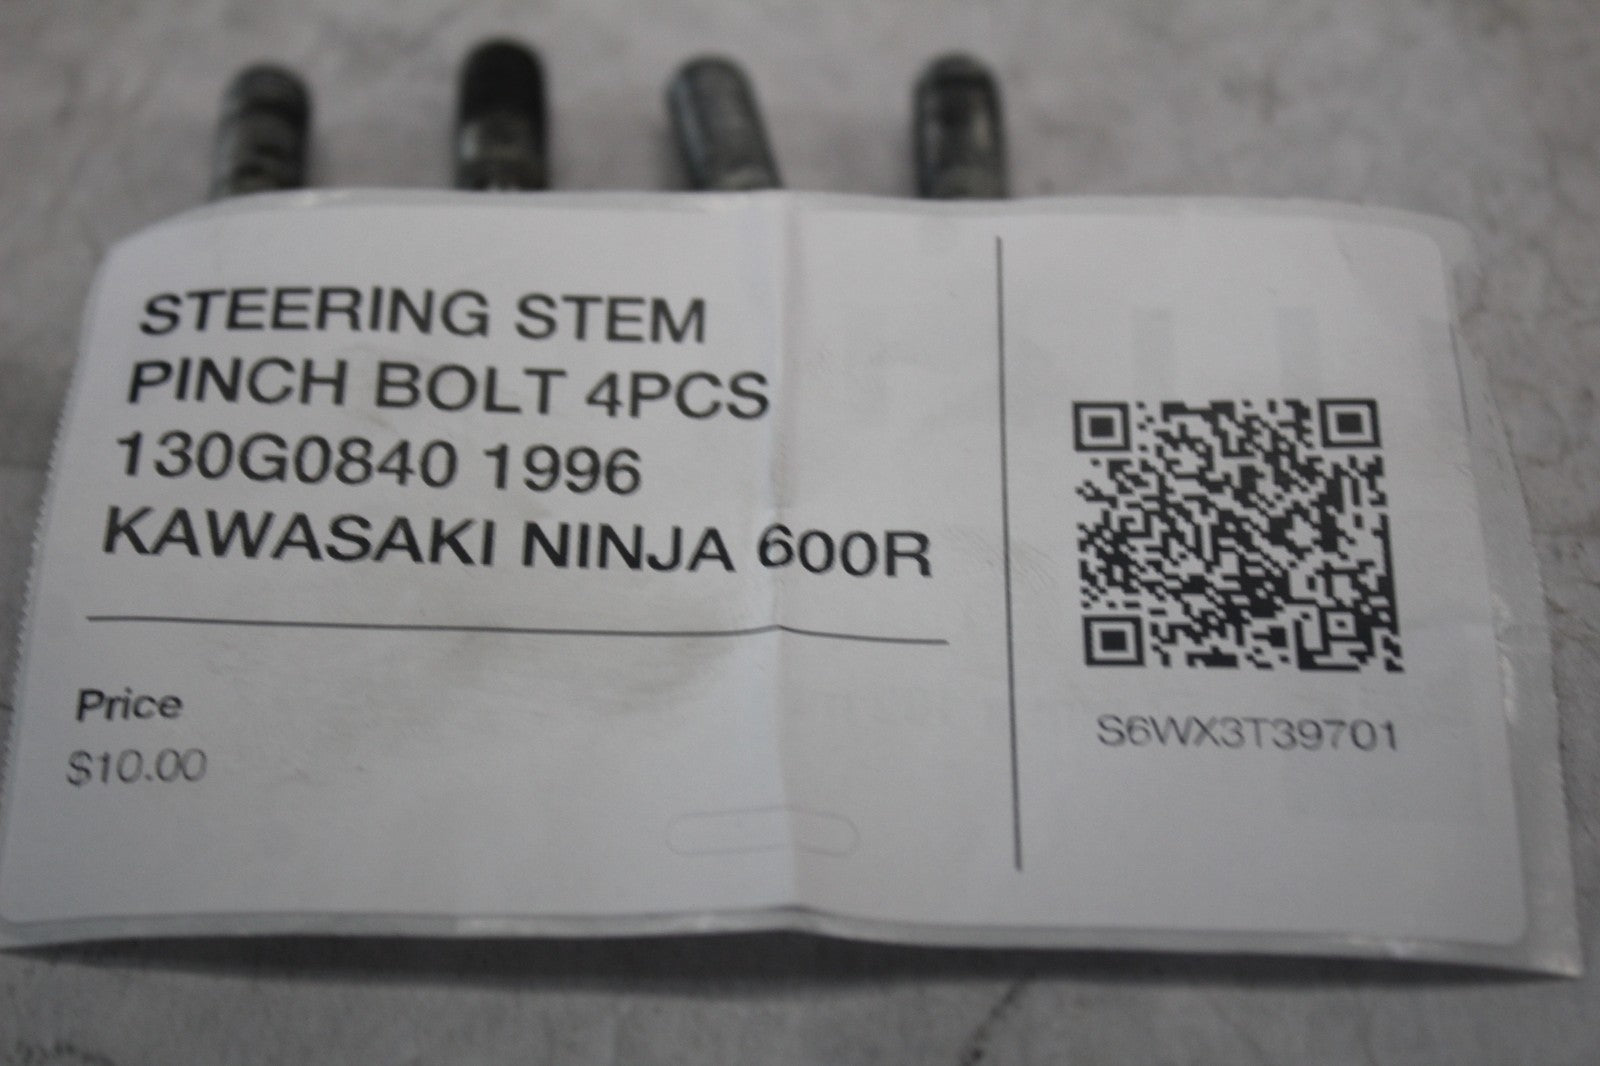 STEERING STEM
PINCH BOLT 4PCS
130G0840 1996
KAWASAKI NINJA 600R
Price
$10.00
S6WX3T39701